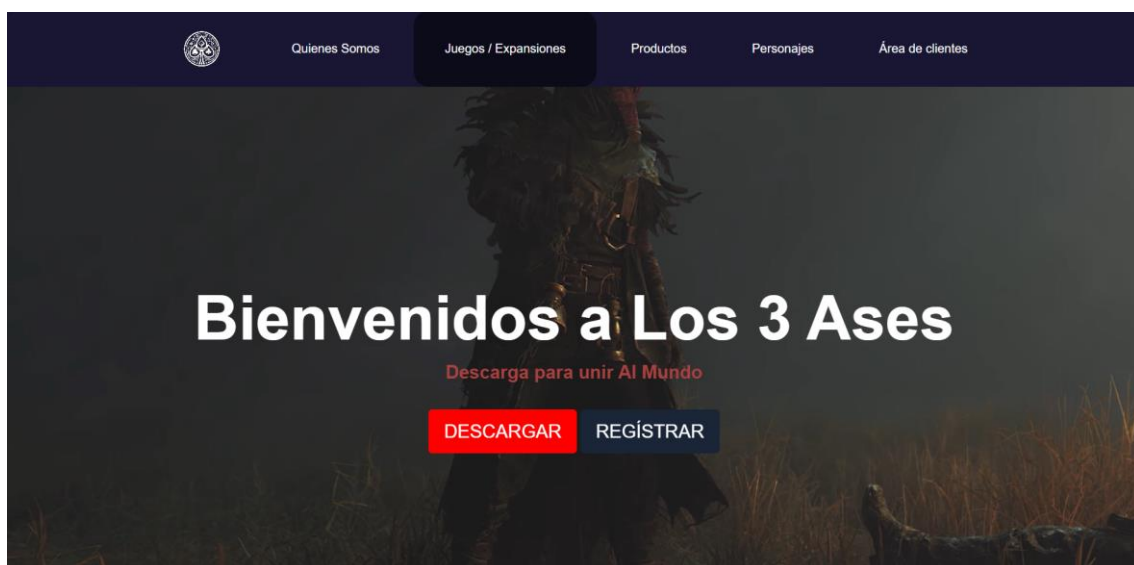 Quienes Somos Juegos / Expansiones Productos Personajes Área de clientes
Bienvenidos a Los 3 Ases
Descarga para unir Al Mundo
DESCARGAR REGÍSTRAR